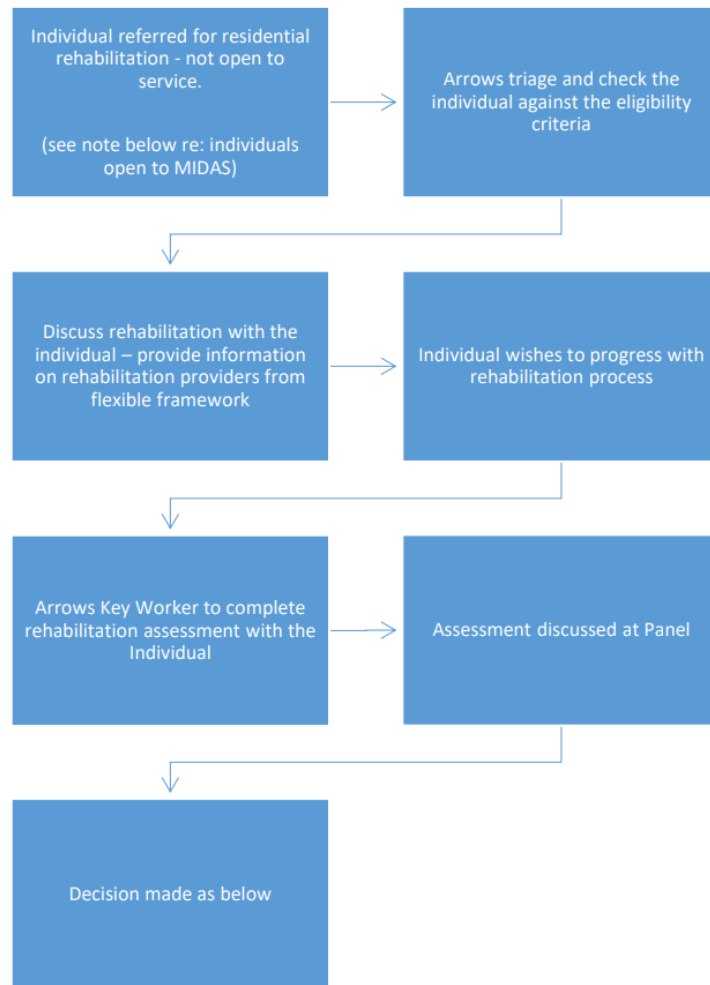 Individual referred for residential
rehabilitation - not open to
service.
(see note below re: individuals
open to MIDAS)
Arrows triage and check the
individual against the eligibility
criteria
Discuss rehabilitation with the
individual – provide information
on rehabilitation providers from
flexible framework
Individual wishes to progress with
rehabilitation process
Arrows Key Worker to complete
rehabilitation assessment with the
Individual
Assessment discussed at Panel
Decision made as below